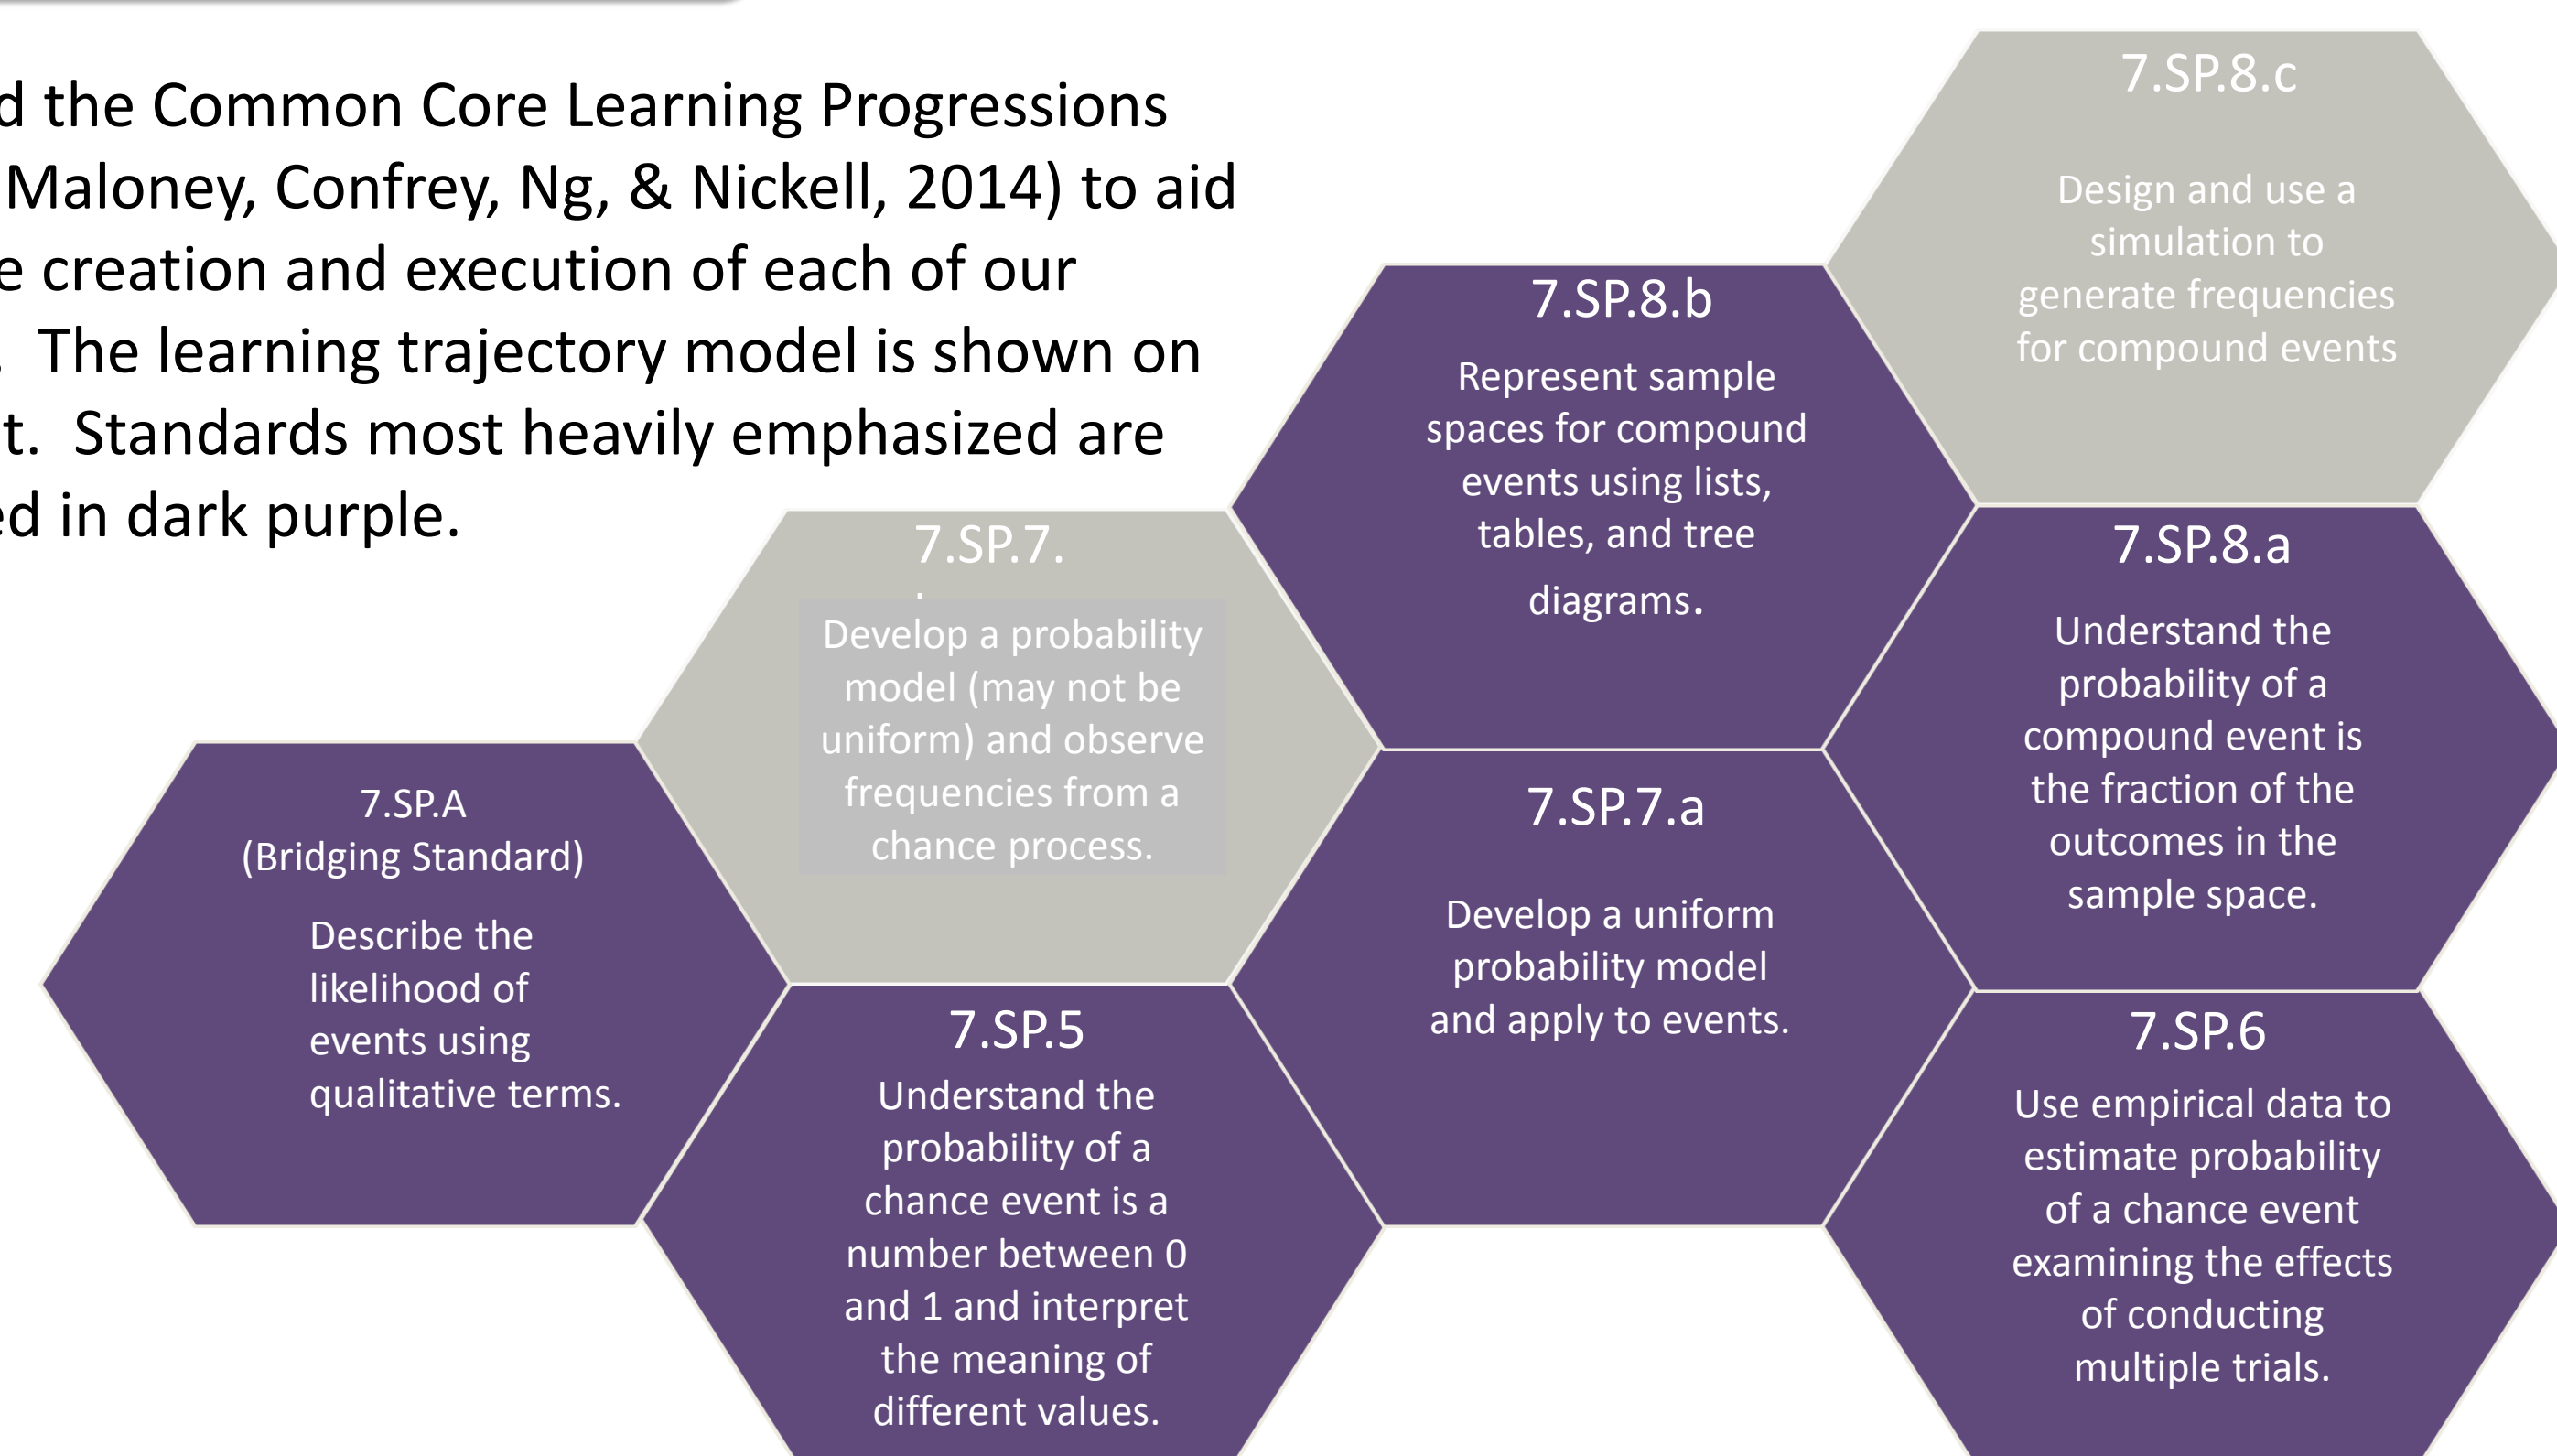 d the Common Core Learning Progressions
Maloney, Confrey, Ng, & Nickell, 2014) to aid
e creation and execution of each of our
. The learning trajectory model is shown on
t. Standards most heavily emphasized are
ed in dark purple.
7.SP.A
(Bridging Standard)
Describe the
likelihood of
events using
qualitative terms.
7.SP.7.
Develop a probability
model (may not be
uniform) and observe
frequencies from a
chance process.
7.SP.5
Understand the
probability of a
chance event is a
number between 0
and 1 and interpret
the meaning of
different values.
7.SP.8.b
Represent sample
spaces for compound
events using lists,
tables, and tree
diagrams.
7.SP.7.a
Develop a uniform
probability model
and apply to events.
7.SP.8.c
Design and use a
simulation to
generate frequencies
for compound events
7.SP.8.a
Understand the
probability of a
compound event is
the fraction of the
outcomes in the
sample space.
7.SP.6
Use empirical data to
estimate probability
of a chance event
examining the effects
of conducting
multiple trials.